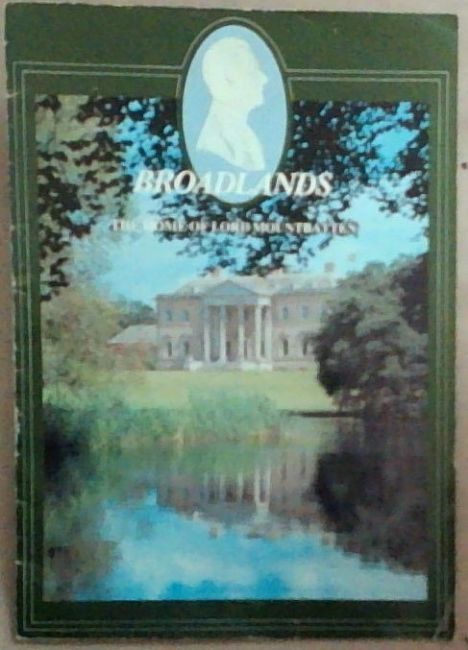 BROADLANDS
THE HOME OF LORD MOUNTBATTEN